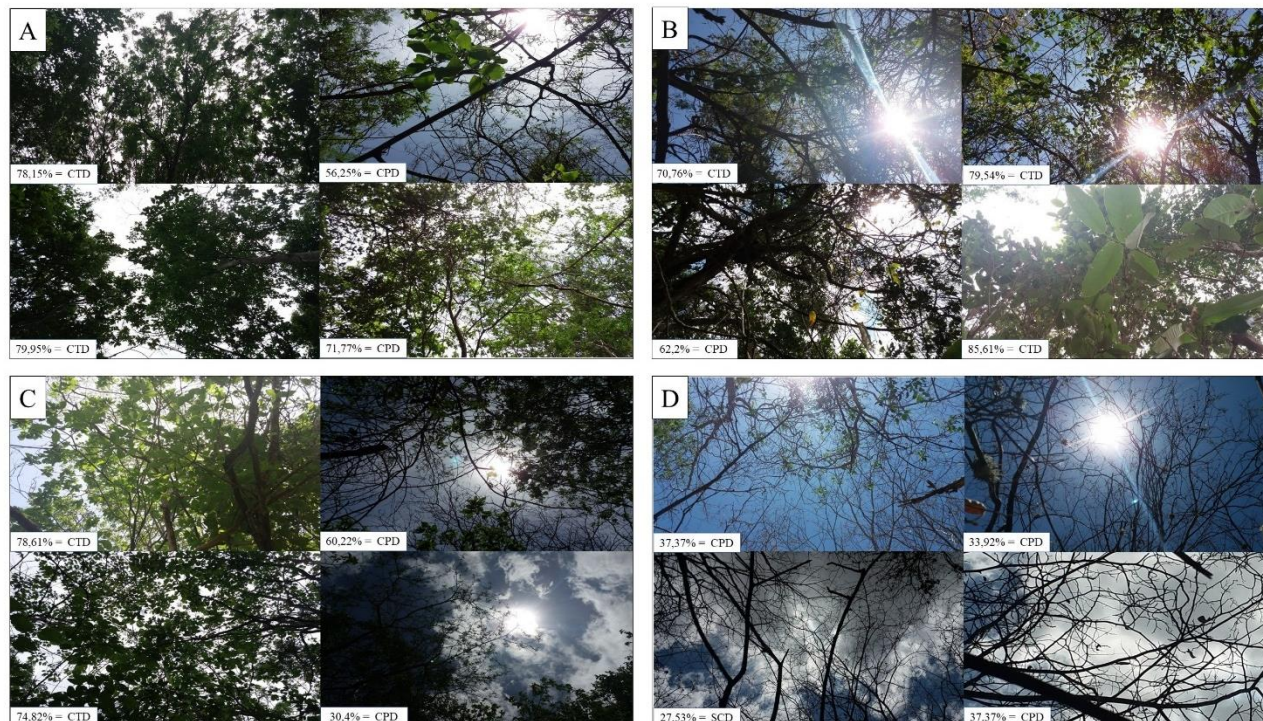 A
78,15% = CTD
56,25% = CPD
79,95% = CTD
71,77% = CPD
B
70,76% = CTD
79,54% = CTD
62,2% = CPD
85,61% = CTD
C
78,61% = CTD
60,22% = CPD
74,82% = CTD
30,4% = CPD
D
37,37% = CPD
33,92% = CPD
27,53% = SCD
37,37% = CPD